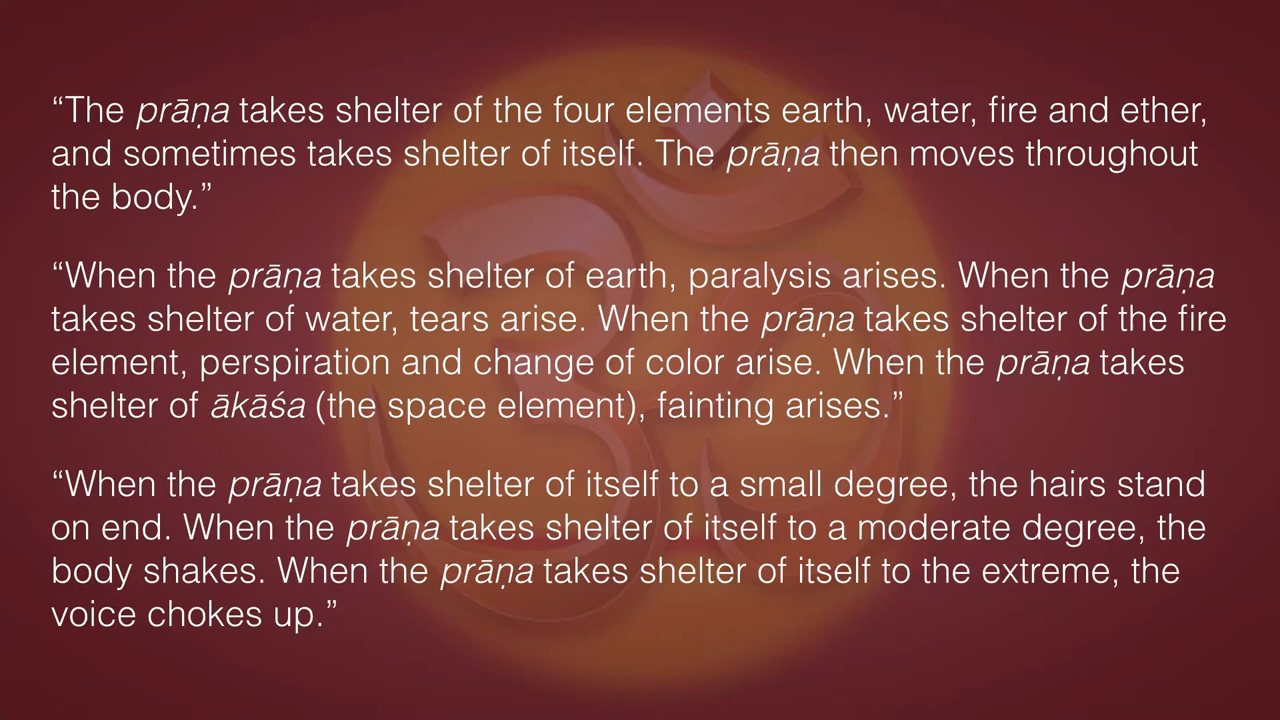 “The prāṇa takes shelter of the four elements earth, water, fire and ether,
and sometimes takes shelter of itself. The prāṇa then moves throughout
the body.”
“When the prāṇa takes shelter of earth, paralysis arises. When the prāṇa
takes shelter of water, tears arise. When the prāṇa takes shelter of the fire
element, perspiration and change of color arise. When the prāṇa takes
shelter of ākāśa (the space element), fainting arises.”
“When the prāṇa takes shelter of itself to a small degree, the hairs stand
on end. When the prāṇa takes shelter of itself to a moderate degree, the
body shakes. When the prāṇa takes shelter of itself to the extreme, the
voice chokes up.”
ॐ